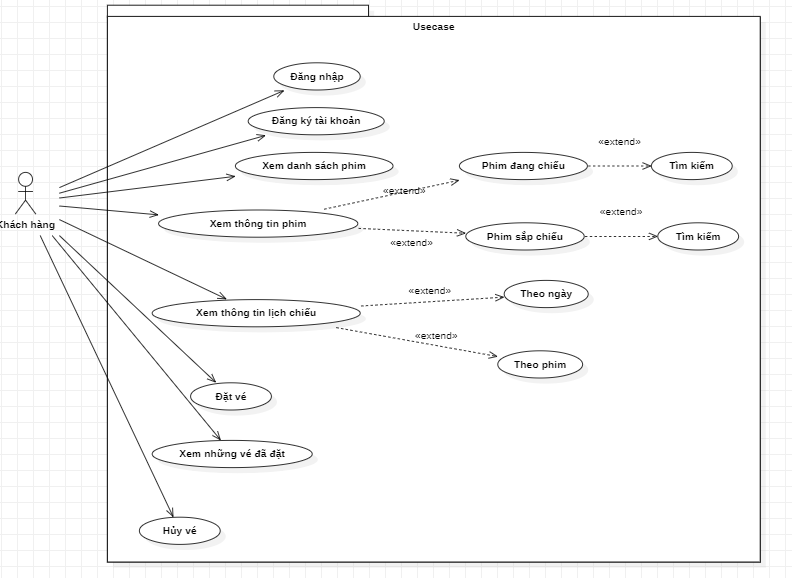 Usecase
Đăng nhập
Đăng ký tài khoản
Xem danh sách phim
Phim đang chiếu
«extend»
Tìm kiếm
«extend»
Khách hàng
Xem thông tin phim
«extend»
Phim sắp chiếu
«extend»
Tìm kiếm
Xem thông tin lịch chiếu
«extend»
Theo ngày
«extend»
Theo phim
Đặt vé
Xem những vé đã đặt
Hủy vé